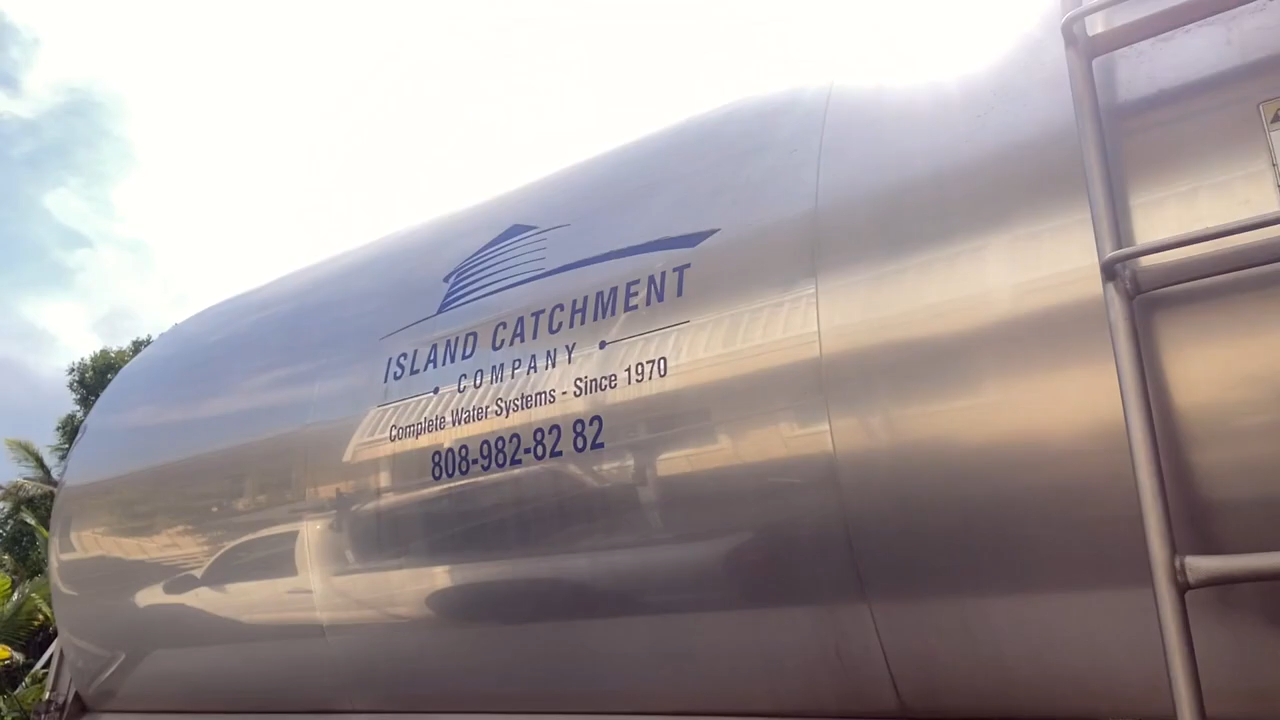 ISLAND CATCHMENT
COMPANY
Complete Water Systems - Since 1970
808-982-82 82